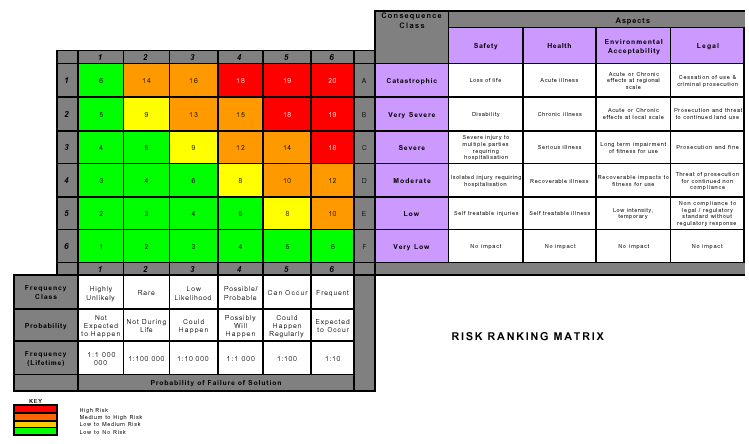 Consequence Class
Aspects
Safety
Health
Environmental Acceptability
Legal
1 2 3 4 5 6
1 6 14 16 18 19 20 A Catastrophic
Loss of life
Acute illness
Acute or Chronic effects at regional scale
Cessation of use & criminal prosecution
2 5 9 13 15 18 19 B Very Severe
Disability
Chronic illness
Acute or Chronic effects at local scale
Prosecution and threat to continued land use
3 4 5 9 12 14 C Severe
Severe injury to multiple parties requiring hospitalisation
Serious illness
Long term impairment of fitness for use
Prosecution and fine
4 3 4 6 8 10 12 D Moderate
Isolated injury requiring hospitalisation
Recoverable illness
Recoverable impacts to fitness for use
Threat of prosecution for continued non compliance
5 2 3 4 5 8 10 E Low
Self treatable injuries
Self treatable illness
Low intensity, temporary
Non compliance to legal / regulatory standard without regulatory response
6 1 2 3 4 5 6 F Very Low
No impact
No impact
No impact
No impact
1 2 3 4 5 6
Frequency Class
Highly Unlikely
Rare
Low Likelihood
Possible/ Probable
Can Occur
Frequent
Probability
Not Expected to Happen
Not During Life
Could Happen
Possibly Will Happen
Could Happen Regularly
Expected to Occur
Frequency (Lifetime)
1:1 000 000
1:100 000
1:10 000
1:1 000
1:100
1:10
Probability of Failure of Solution
RISK RANKING MATRIX
KEY
High Risk
Medium to High Risk
Low to Medium Risk
Low to No Risk